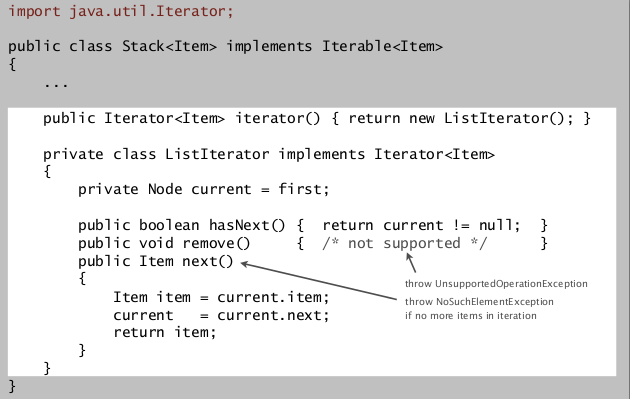 import java.util.Iterator;
public class Stack<Item> implements Iterable<Item>
{
...
public Iterator<Item> iterator() { return new ListIterator(); }
private class ListIterator implements Iterator<Item>
{
private Node current = first;
public boolean hasNext() { return current != null; }
public void remove() { /* not supported */ }
public Item next()
throw UnsupportedOperationException
{
Item item = current.item;
throw NoSuchElementException
current = current.next;
if no more items in iteration
return item;
}
}
}